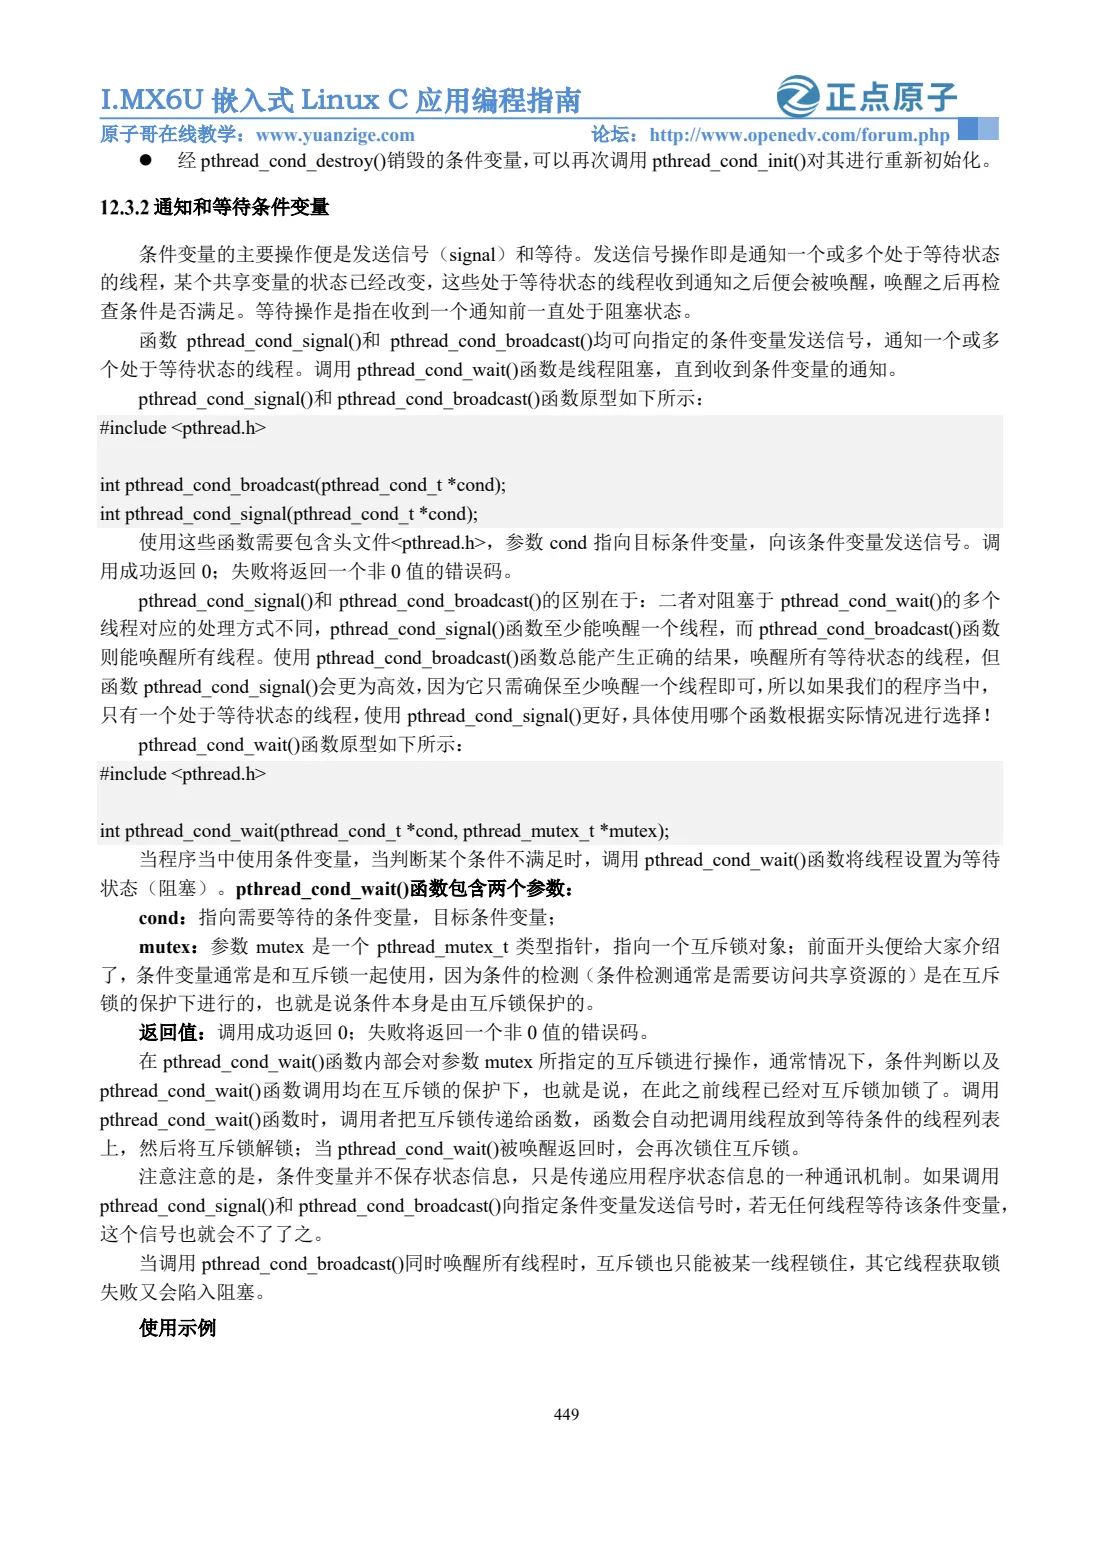 I.MX6U 嵌入式 Linux C 应用编程指南
正点原子
原子哥在线教学：www.yuanzige.com 论坛：http://www.openedv.com/forum.php
● 经 pthread_cond_destroy()销毁的条件变量，可以再次调用 pthread_cond_init()对其进行重新初始化。
12.3.2 通知和等待条件变量
条件变量的主要操作便是发送信号（signal）和等待。发送信号操作即是通知一个或多个处于等待状态
的线程，某个共享变量的状态已经改变，这些处于等待状态的线程收到通知之后便会被唤醒，唤醒之后再检
查条件是否满足。等待操作是指在收到一个通知前一直处于阻塞状态。
函数 pthread_cond_signal()和 pthread_cond_broadcast()均可向指定的条件变量发送信号，通知一个或多
个处于等待状态的线程。调用 pthread_cond_wait()函数是线程阻塞，直到收到条件变量的通知。
pthread_cond_signal()和 pthread_cond_broadcast()函数原型如下所示：
#include <pthread.h>
int pthread_cond_broadcast(pthread_cond_t *cond);
int pthread_cond_signal(pthread_cond_t *cond);
使用这些函数需要包含头文件<pthread.h>，参数 cond 指向目标条件变量，向该条件变量发送信号。调
用成功返回 0；失败将返回一个非 0 值的错误码。
pthread_cond_signal()和 pthread_cond_broadcast()的区别在于：二者对阻塞于 pthread_cond_wait()的多个
线程对应的处理方式不同，pthread_cond_signal()函数至少能唤醒一个线程，而 pthread_cond_broadcast()函数
则能唤醒所有线程。使用 pthread_cond_broadcast()函数总能产生正确的结果，唤醒所有等待状态的线程，但
函数 pthread_cond_signal()会更为高效，因为它只需确保至少唤醒一个线程即可，所以如果我们的程序当中，
只有一个处于等待状态的线程，使用 pthread_cond_signal()更好，具体使用哪个函数根据实际情况进行选择！
pthread_cond_wait()函数原型如下所示：
#include <pthread.h>
int pthread_cond_wait(pthread_cond_t *cond, pthread_mutex_t *mutex);
当程序当中使用条件变量，当判断某个条件不满足时，调用 pthread_cond_wait()函数将线程设置为等待
状态（阻塞）。pthread_cond_wait()函数包含两个参数：
cond：指向需要等待的条件变量，目标条件变量；
mutex：参数 mutex 是一个 pthread_mutex_t 类型指针，指向一个互斥锁对象；前面开头便给大家介绍
了，条件变量通常是和互斥锁一起使用，因为条件的检测（条件检测通常是需要访问共享资源的）是在互斥
锁的保护下进行的，也就是说条件本身是由互斥锁保护的。
返回值：调用成功返回 0；失败将返回一个非 0 值的错误码。
在 pthread_cond_wait()函数内部会对参数 mutex 所指定的互斥锁进行操作，通常情况下，条件判断以及
pthread_cond_wait()函数调用均在互斥锁的保护下，也就是说，在此之前线程已经对互斥锁加锁了。调用
pthread_cond_wait()函数时，调用者把互斥锁传递给函数，函数会自动把调用线程放到等待条件的线程列表
上，然后将互斥锁解锁；当 pthread_cond_wait()被唤醒返回时，会再次锁住互斥锁。
注意注意的是，条件变量并不保存状态信息，只是传递应用程序状态信息的一种通讯机制。如果调用
pthread_cond_signal()和 pthread_cond_broadcast()向指定条件变量发送信号时，若无任何线程等待该条件变量，
这个信号也就会不了了之。
当调用 pthread_cond_broadcast()同时唤醒所有线程时，互斥锁也只能被某一线程锁住，其它线程获取锁
失败又会陷入阻塞。
使用示例
449